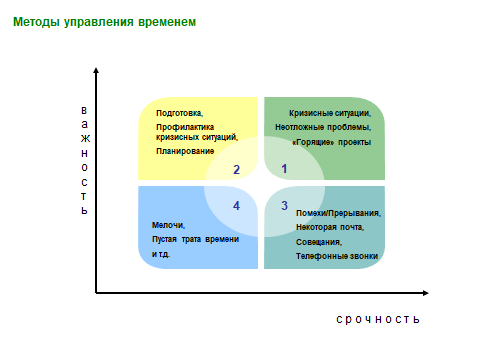 Методы управления временем
важность
Подготовка,
Профилактика
кризисных ситуаций,
Планирование
2
Кризисные ситуации,
Неотложные проблемы,
«Горящие» проекты
1
4
Мелочи,
Пустая трата времени
и т.д.
3
Помехи/Прерывания,
Некоторая почта,
Совещания,
Телефонные звонки
срочность